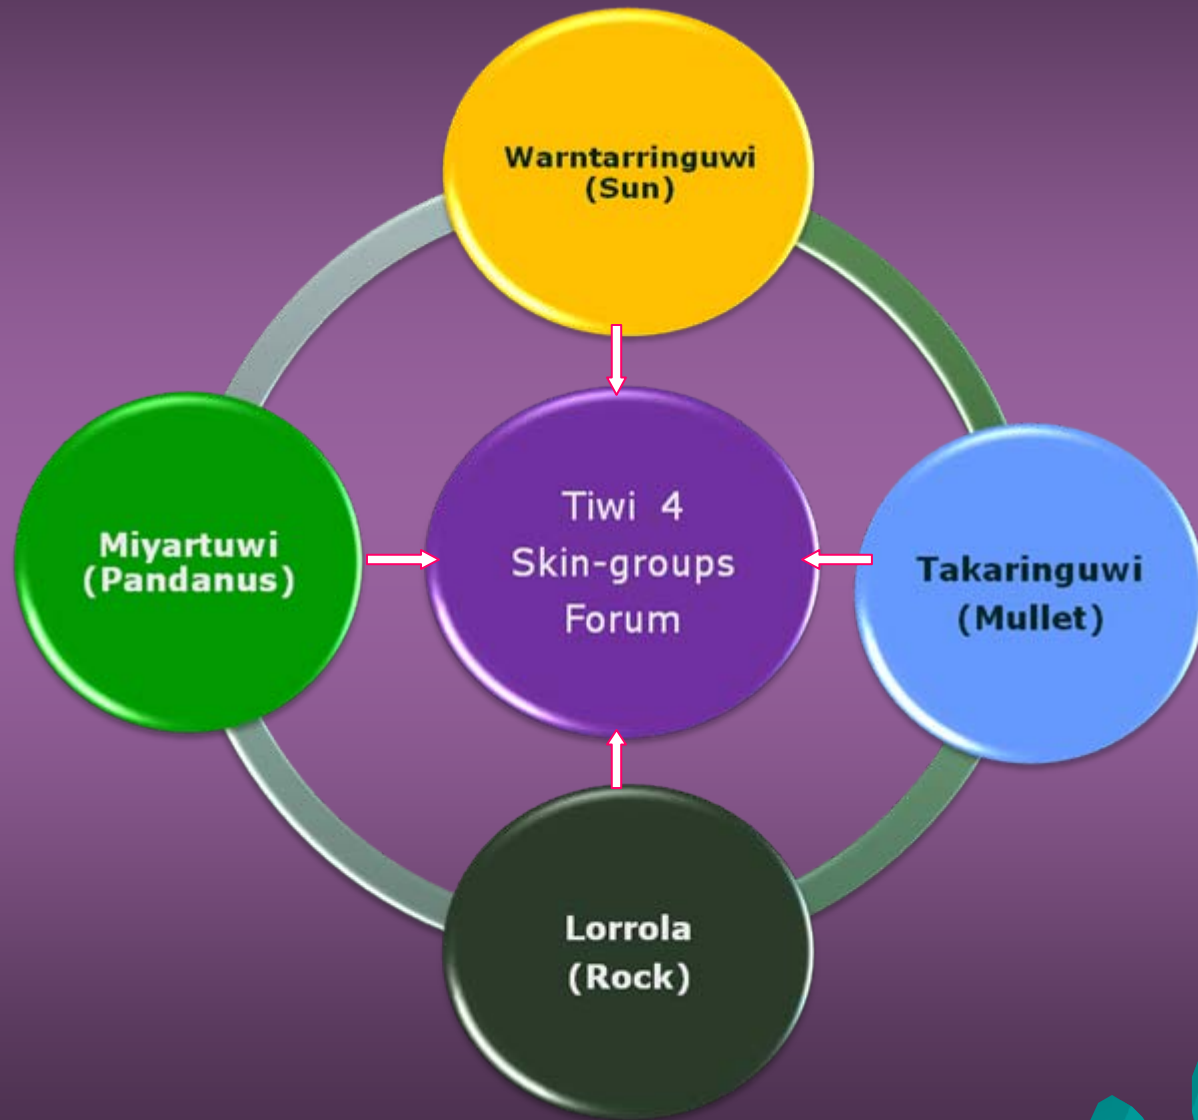 Warntarringuwi
(Sun)
Miyartuwi
(Pandanus)
Tiwi 4
Skin-groups
Forum
Takaringuwi
(Mullet)
Lorrola
(Rock)